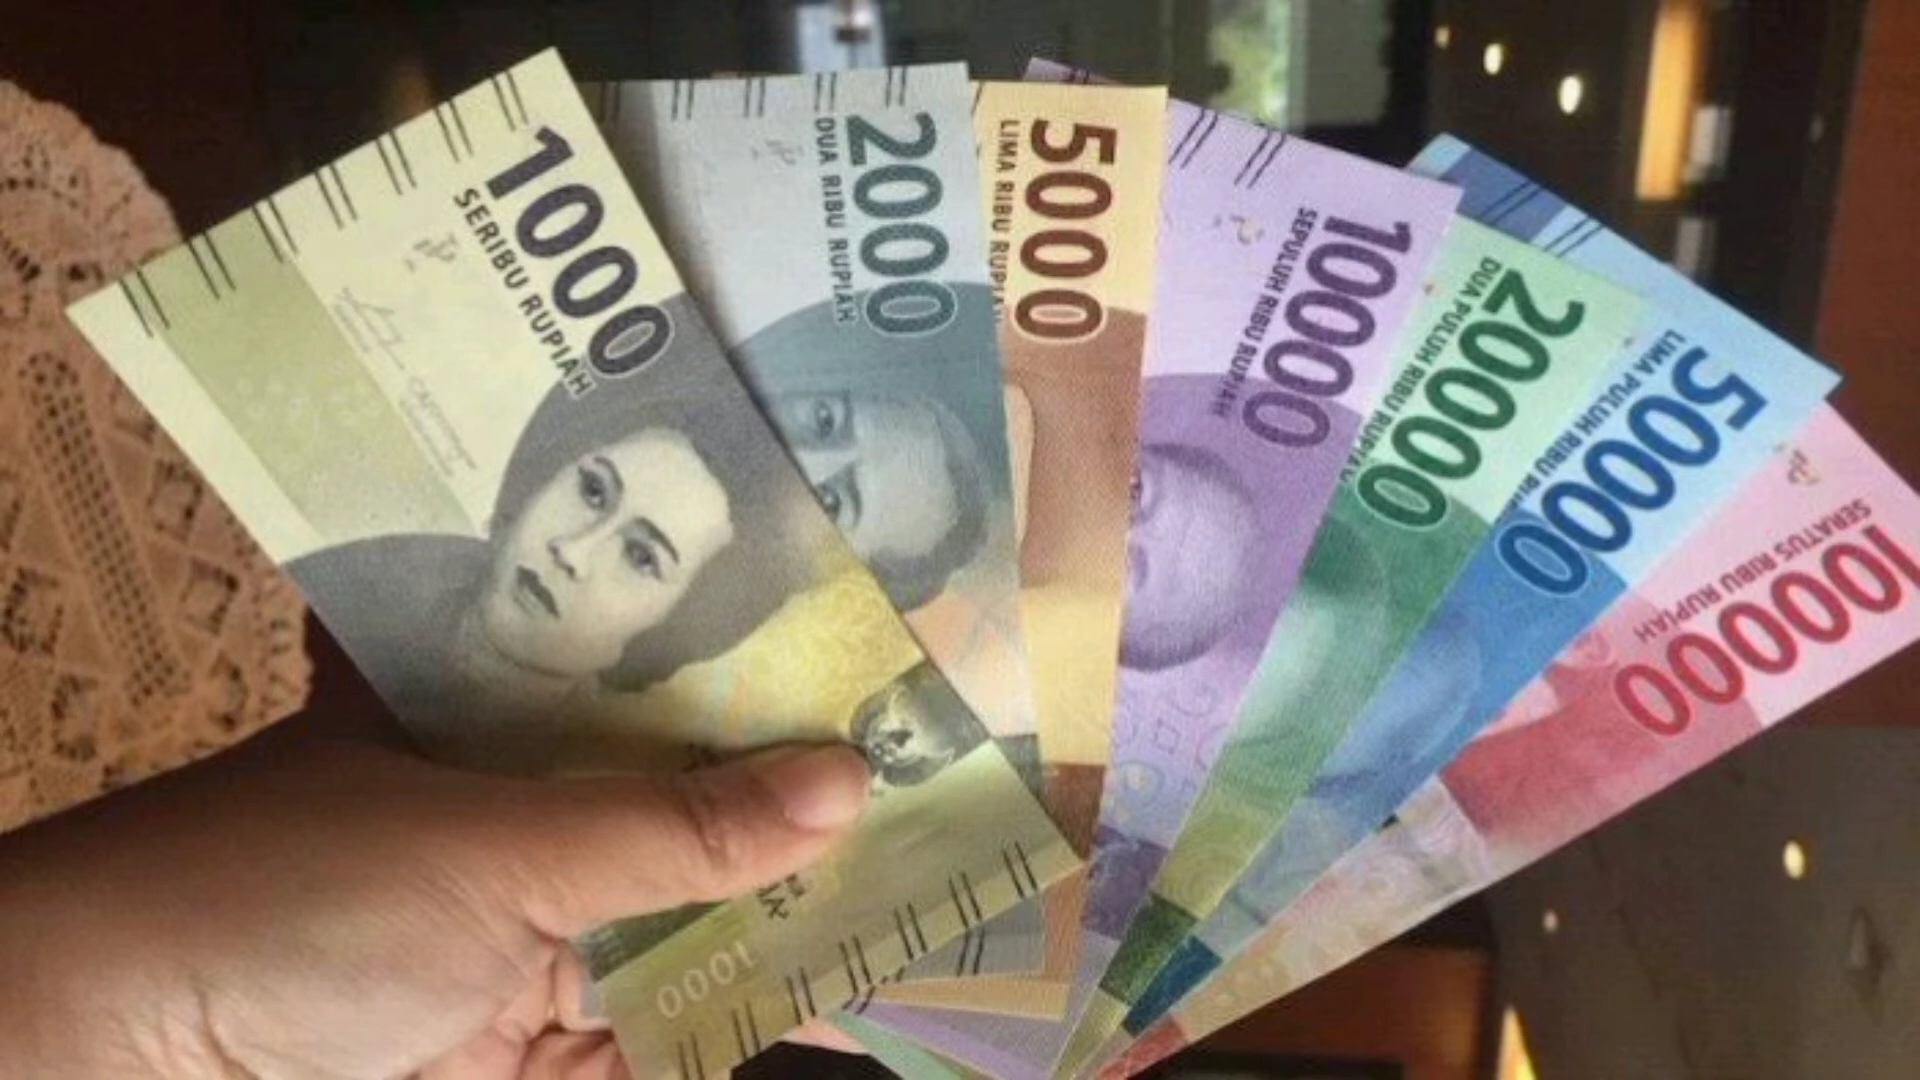 1000
SERIBU RUPIAH
2000
DUA RIBU RUPIAH
5000
LIMA RIBU RUPIAH
10000
SEPULUH RIBU RUPIAH
20000
DUA PULUH RIBU RUPIAH
50000
LIMA PULUH RIBU
100000
SERATUS RIBU RUPIAH
1000